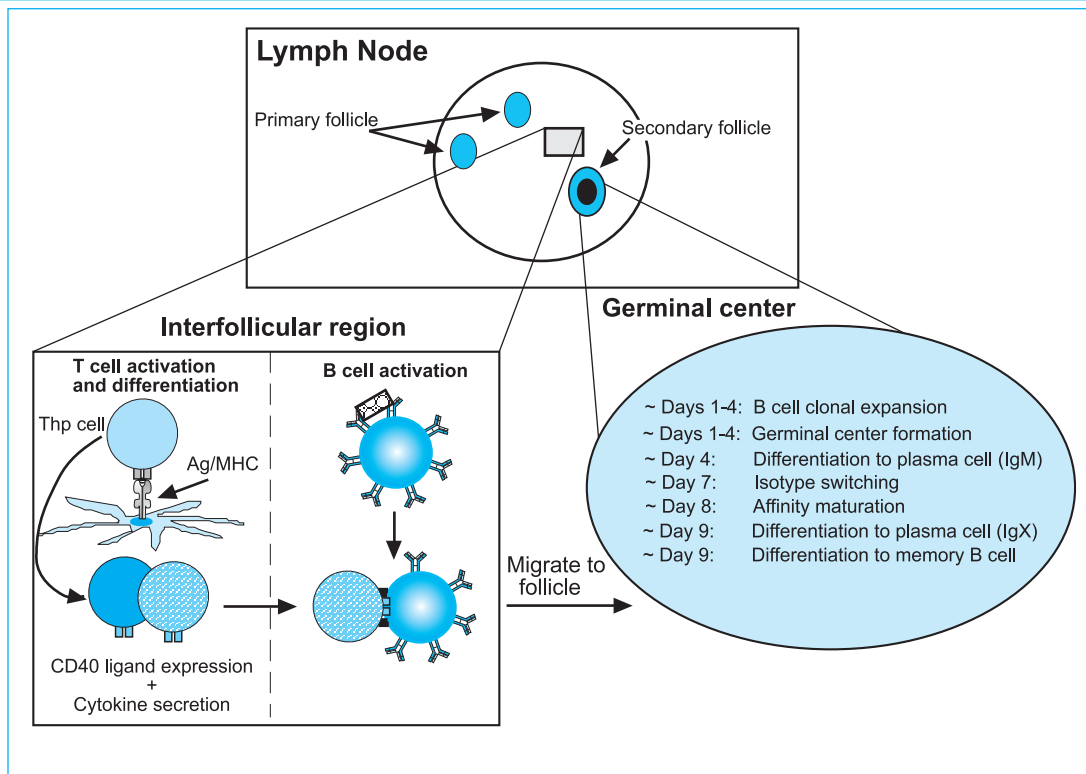 Lymph Node
Primary follicle
Secondary follicle
Interfollicular region
T cell activation
and differentiation
Thp cell
Ag/MHC
CD40 ligand expression
+
Cytokine secretion
B cell activation
Migrate to
follicle
Germinal center
~ Days 1-4: B cell clonal expansion
~ Days 1-4: Germinal center formation
~ Day 4: Differentiation to plasma cell (IgM)
~ Day 7: Isotype switching
~ Day 8: Affinity maturation
~ Day 9: Differentiation to plasma cell (IgX)
~ Day 9: Differentiation to memory B cell